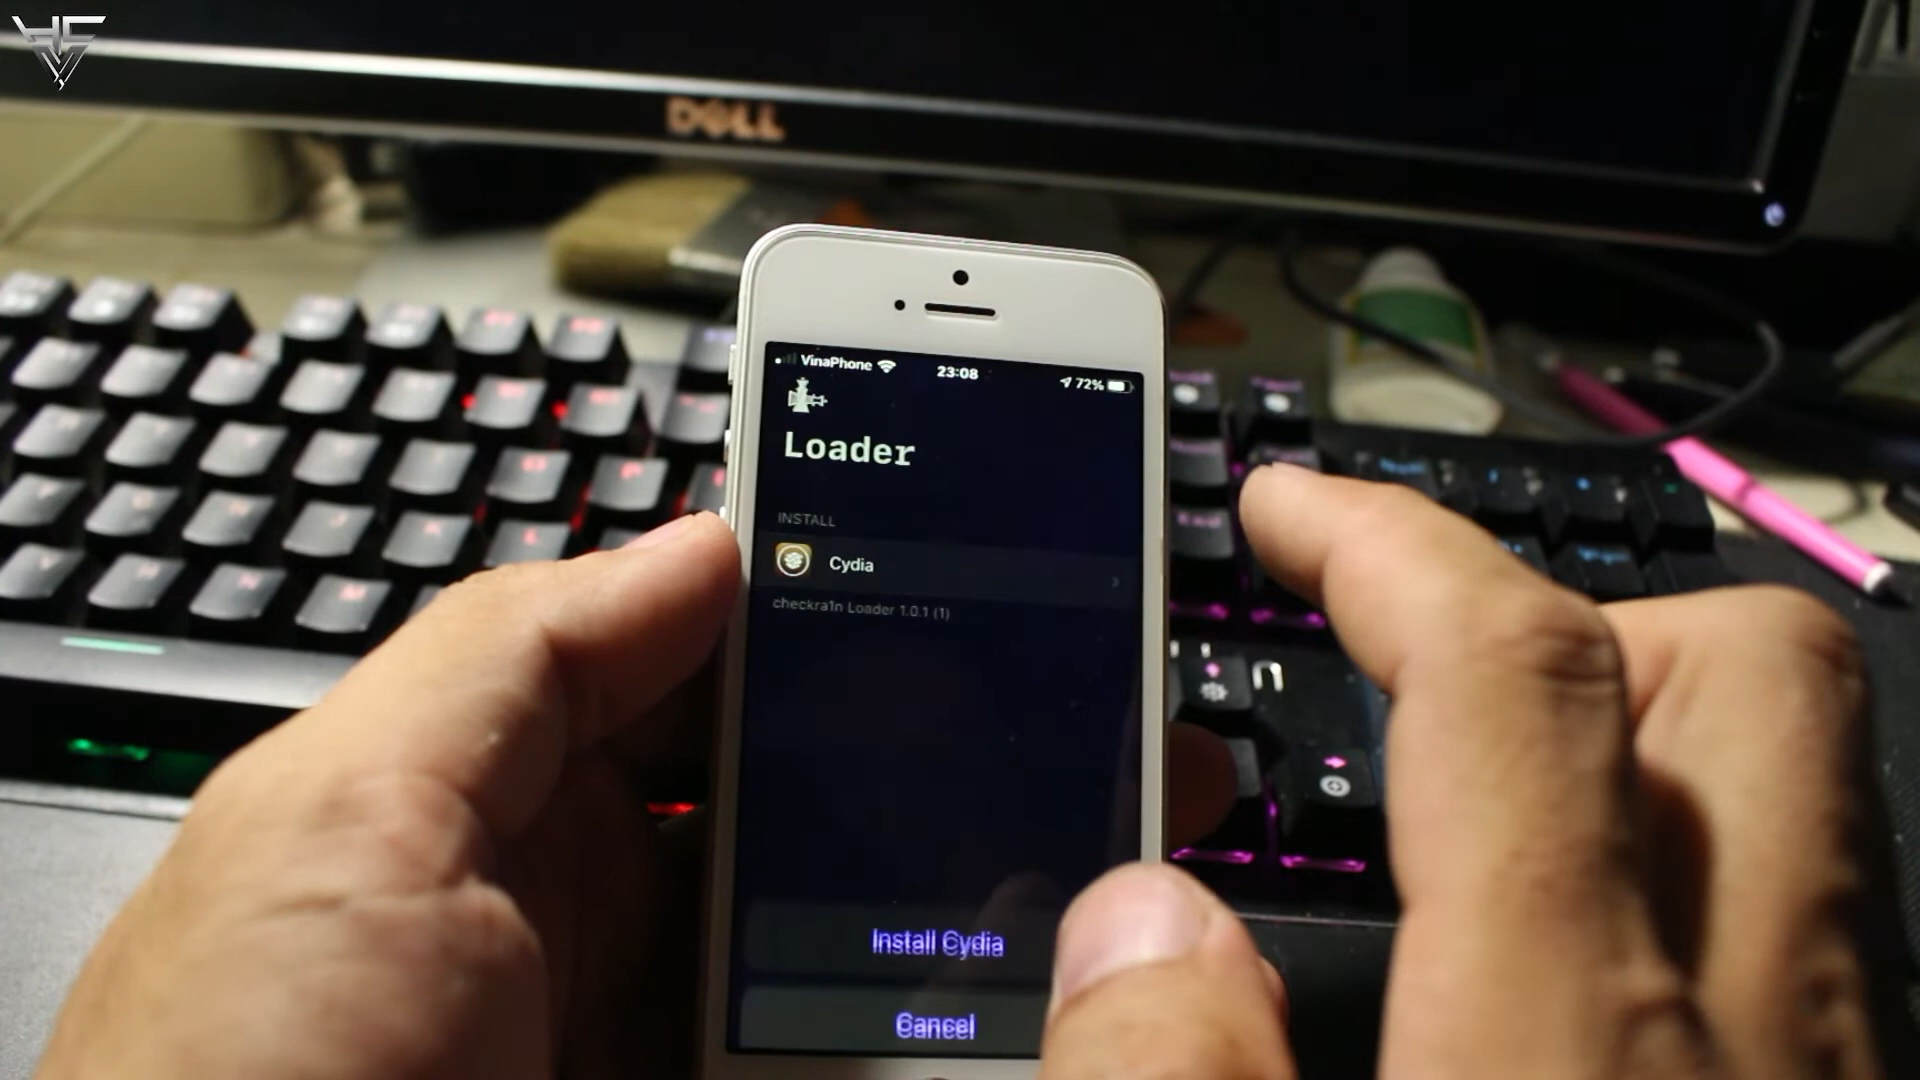 DELL
VinaPhone 23:08 72%
Loader
INSTALL
Cydia
checkra1n Loader 1.0.1 (1)
Install Cydia
Cancel